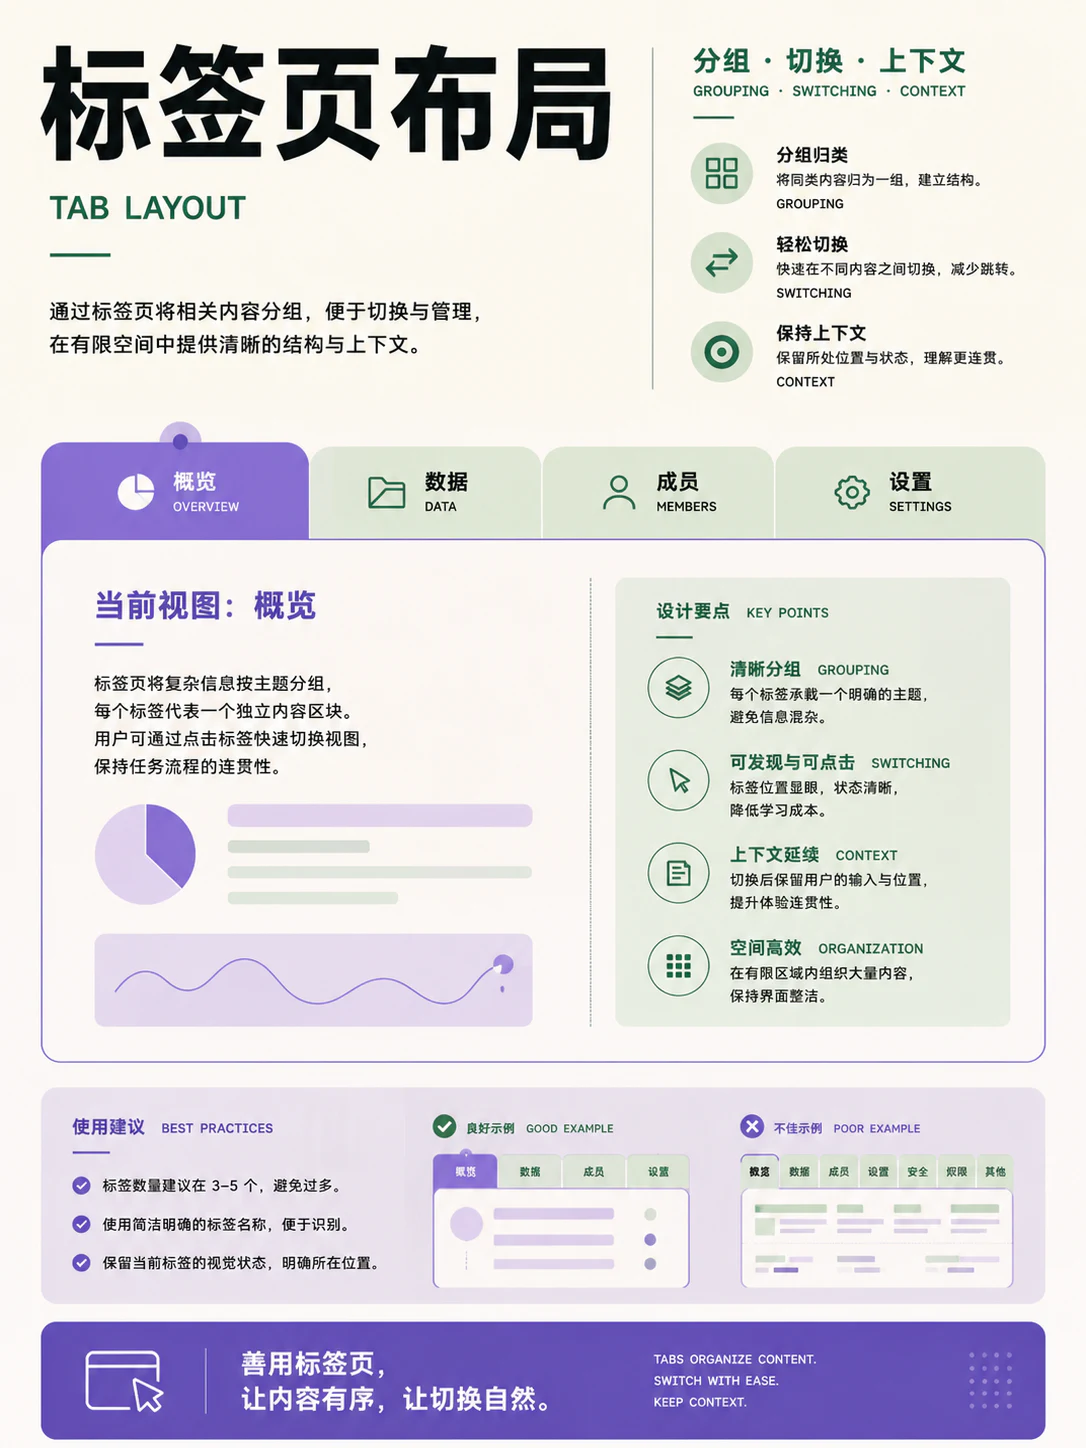 标签页布局
TAB LAYOUT
通过标签页将相关内容分组，便于切换与管理，
在有限空间中提供清晰的结构与上下文。
分组 · 切换 · 上下文
GROUPING · SWITCHING · CONTEXT
分组归类
将同类内容归为一组，建立结构。
GROUPING
轻松切换
快速在不同内容之间切换，减少跳转。
SWITCHING
保持上下文
保留所处位置与状态，理解更连贯。
CONTEXT
概览
OVERVIEW
数据
DATA
成员
MEMBERS
设置
SETTINGS
当前视图：概览
标签页将复杂信息按主题分组，
每个标签代表一个独立内容区块。
用户可通过点击标签快速切换视图，
保持任务流程的连贯性。
设计要点 KEY POINTS
清晰分组 GROUPING
每个标签承载一个明确的主题，
避免信息混杂。
可发现与可点击 SWITCHING
标签位置显眼，状态清晰，
降低学习成本。
上下文延续 CONTEXT
切换后保留用户的输入与位置，
提升体验连贯性。
空间高效 ORGANIZATION
在有限区域内组织大量内容，
保持界面整洁。
使用建议 BEST PRACTICES
标签数量建议在 3–5 个，避免过多。
使用简洁明确的标签名称，便于识别。
保留当前标签的视觉状态，明确所在位置。
良好示例 GOOD EXAMPLE
概览 数据 成员 设置
不佳示例 POOR EXAMPLE
概览 数据 成员 设置 安全 其他
善用标签页，
让内容有序，让切换自然。
TABS ORGANIZE CONTENT.
SWITCH WITH EASE.
KEEP CONTEXT.